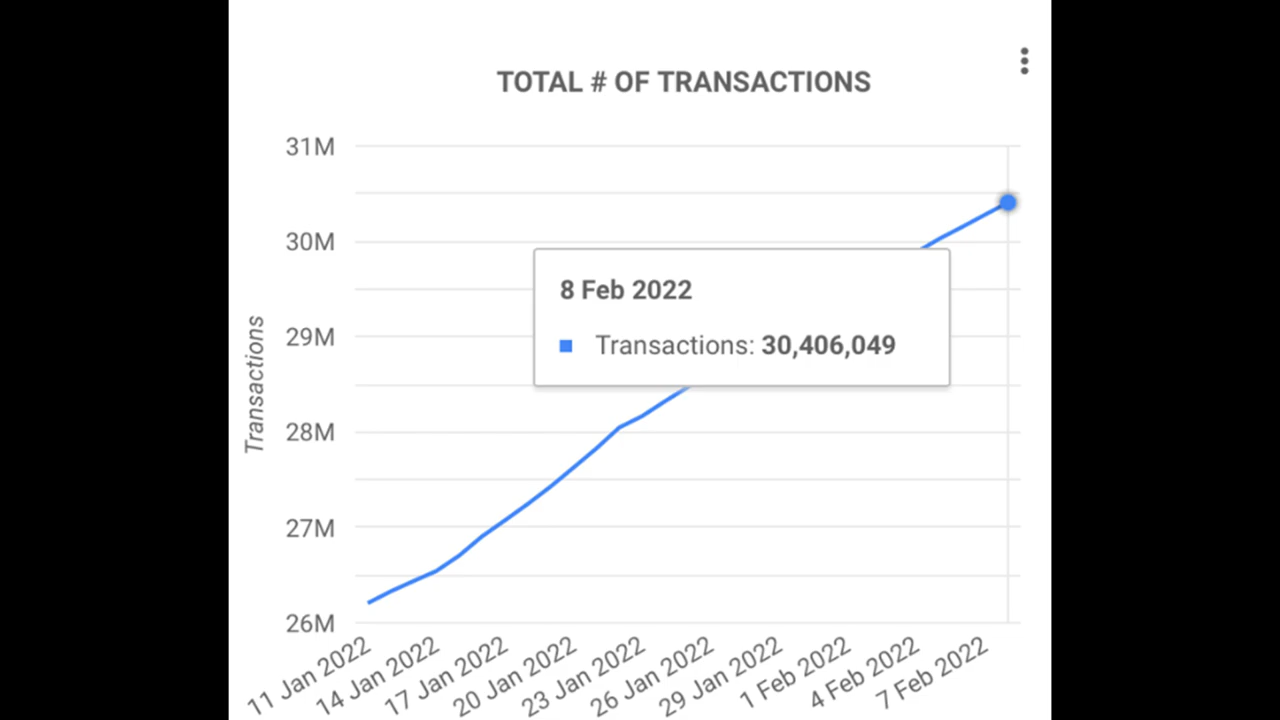 TOTAL # OF TRANSACTIONS
31M
30M
29M
28M
27M
26M
Transactions
8 Feb 2022
Transactions: 30,406,049
11 Jan 2022
14 Jan 2022
17 Jan 2022
20 Jan 2022
23 Jan 2022
26 Jan 2022
29 Jan 2022
1 Feb 2022
4 Feb 2022
7 Feb 2022